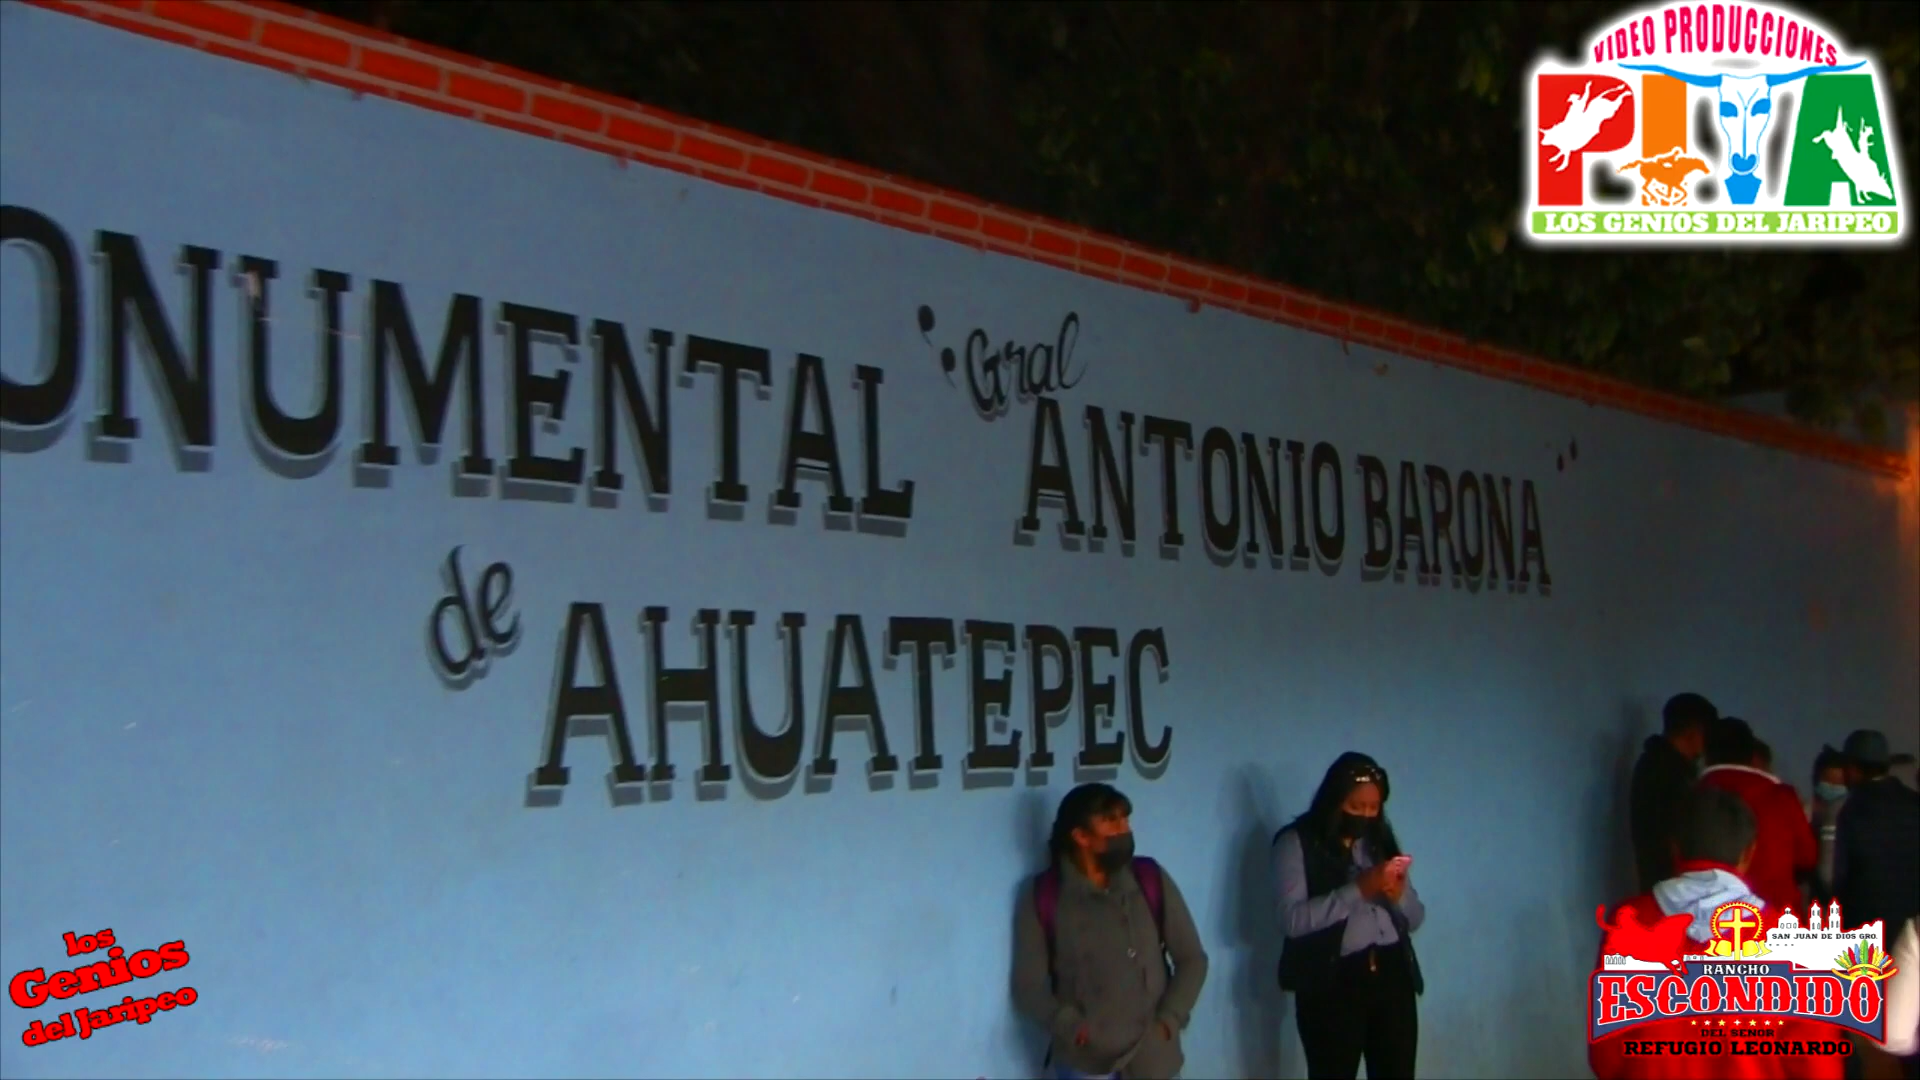 VIDEO PRODUCCIONES
PITA
LOS GENIOS DEL JARIPEO
ONUMENTAL "Gral ANTONIO BARONA"
de AHUATEPEC
los
Genios
del Jaripeo
SAN JUAN DE DIOS GRO.
RANCHO
ESCONDIDO
DEL SEÑOR
REFUGIO LEONARDO